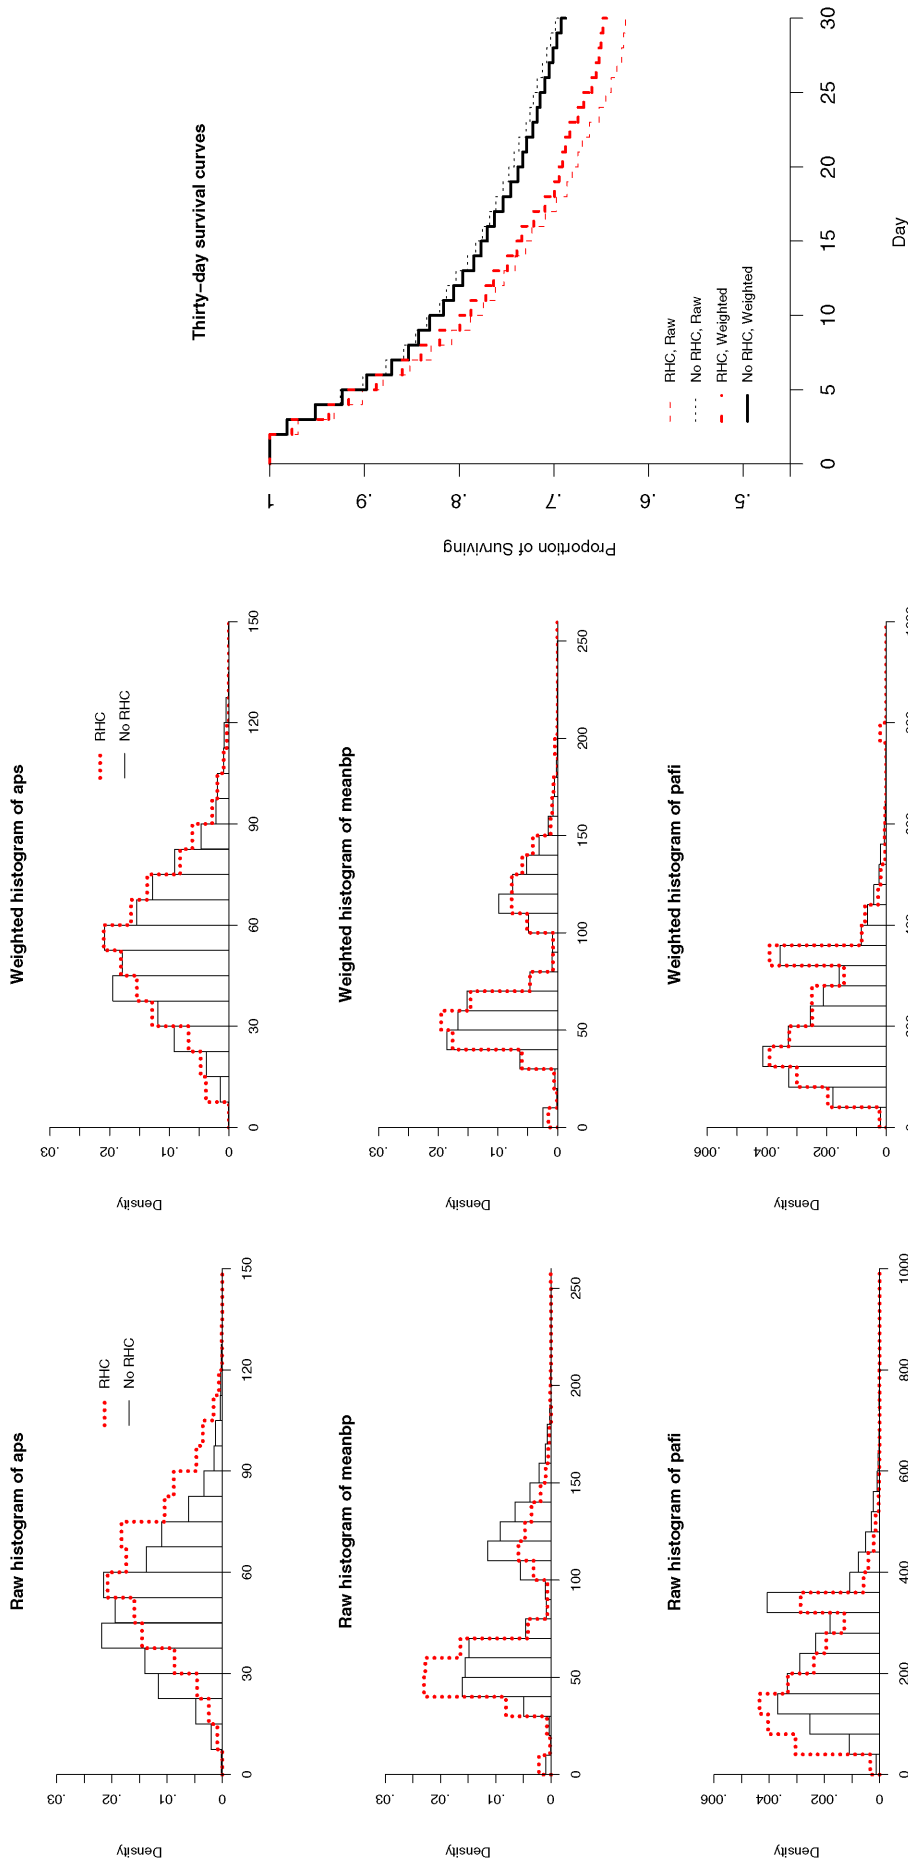 Raw histogram of aps
Density
0 .01 .02 .03
0 30 60 90 120 150
RHC
No RHC
Weighted histogram of aps
Density
0 .01 .02 .03
0 30 60 90 120 150
RHC
No RHC
Raw histogram of meanbp
Density
0 .01 .02 .03
0 50 100 150 200 250
Weighted histogram of meanbp
Density
0 .01 .02 .03
0 50 100 150 200 250
Raw histogram of pafi
Density
0 .002 .004 .006
0 200 400 600 800 1000
Weighted histogram of pafi
Density
0 .002 .004 .006
Thirty−day survival curves
Proportion of Surviving
.5 .6 .7 .8 .9 1
0 5 10 15 20 25 30
Day
RHC, Raw
No RHC, Raw
RHC, Weighted
No RHC, Weighted